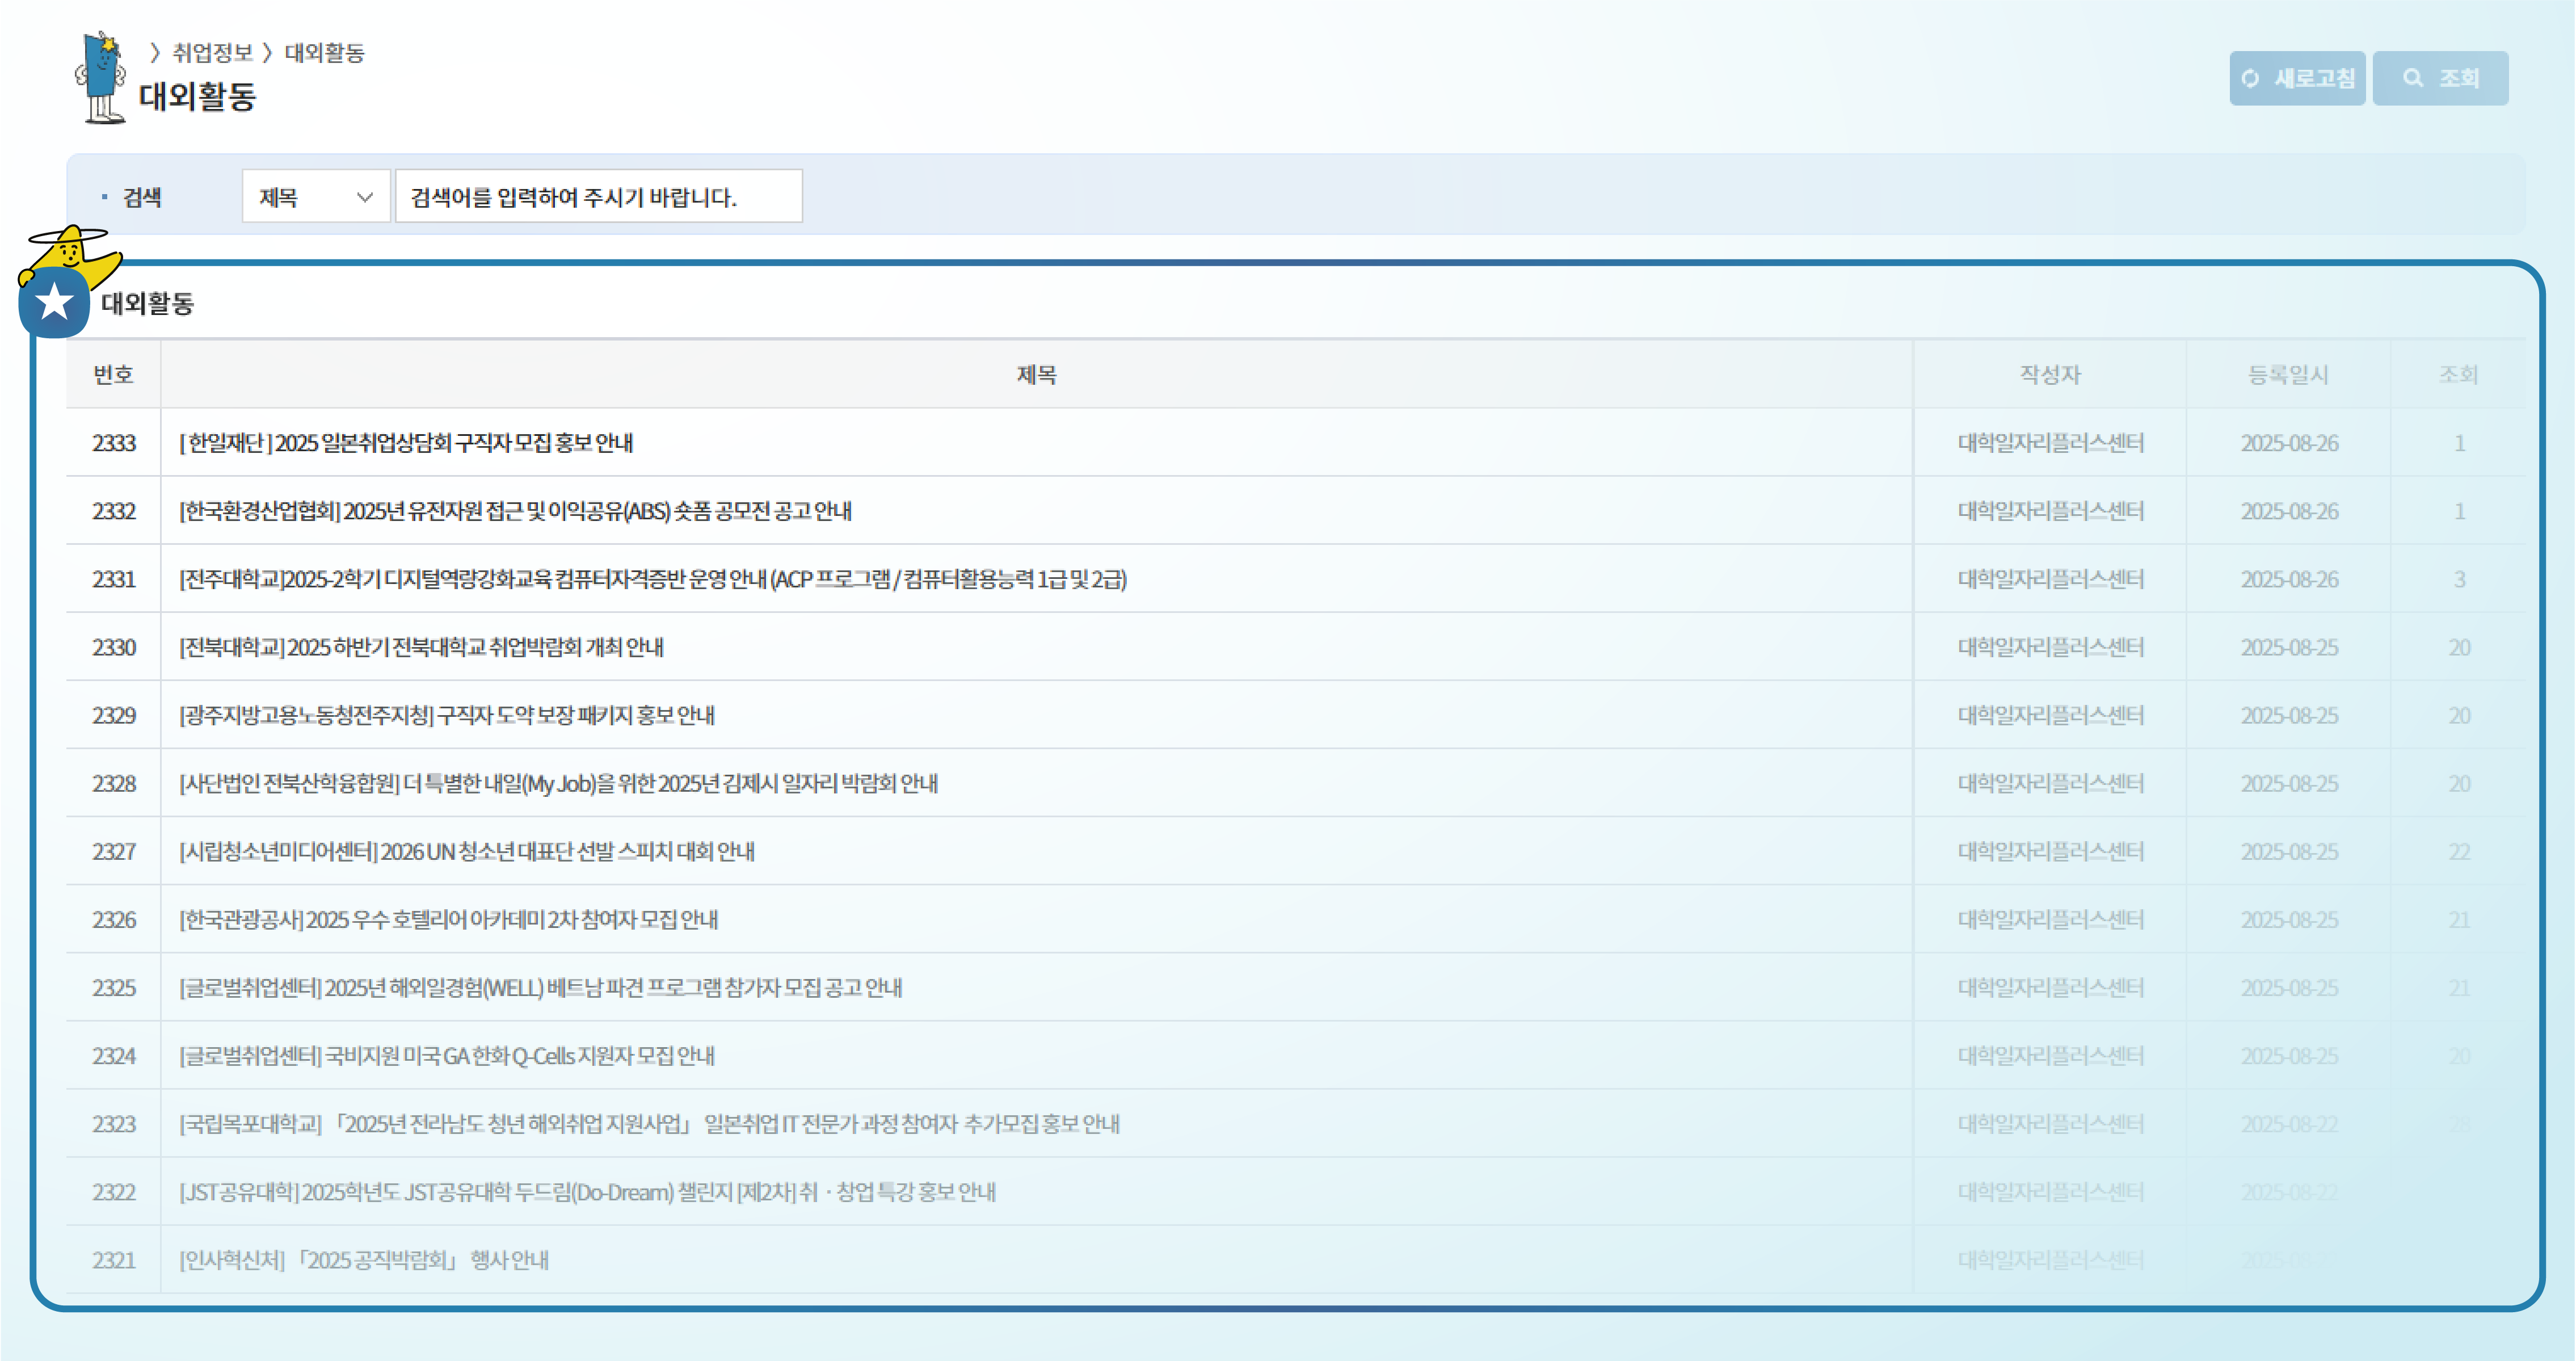 〉 취업정보 〉 대외활동
대외활동
새로고침
조회
검색
제목
검색어를 입력하여 주시기 바랍니다.
대외활동
번호 제목 작성자 등록일시 조회
2333 [ 한일재단 ] 2025 일본취업상담회 구직자 모집 홍보 안내 대학일자리플러스센터 2025-08-26 1
2332 [한국환경산업협회] 2025년 유전자원 접근 및 이익공유(ABS) 숏폼 공모전 공고 안내 대학일자리플러스센터 2025-08-26 1
2331 [전주대학교]2025-2학기 디지털역량강화교육 컴퓨터자격증반 운영 안내 (ACP 프로그램 / 컴퓨터활용능력 1급 및 2급) 대학일자리플러스센터 2025-08-26 3
2330 [전북대학교] 2025 하반기 전북대학교 취업박람회 개최 안내 대학일자리플러스센터 2025-08-25 20
2329 [광주지방고용노동청전주지청] 구직자 도약 보장 패키지 홍보 안내 대학일자리플러스센터 2025-08-25 20
2328 [사단법인 전북산학융합원] 더 특별한 내일(My Job)을 위한 2025년 김제시 일자리 박람회 안내 대학일자리플러스센터 2025-08-25 20
2327 [시립청소년미디어센터] 2026 UN 청소년 대표단 선발 스피치 대회 안내 대학일자리플러스센터 2025-08-25 22
2326 [한국관광공사] 2025 우수 호텔리어 아카데미 2차 참여자 모집 안내 대학일자리플러스센터 2025-08-25 21
2325 [글로벌취업센터] 2025년 해외일경험(WELL) 베트남 파견 프로그램 참가자 모집 공고 안내 대학일자리플러스센터 2025-08-25 21
2324 [글로벌취업센터] 국비지원 미국 GA 한화 Q-Cells 지원자 모집 안내 대학일자리플러스센터 2025-08-25 20
2323 [국립목포대학교] 「2025년 전라남도 청년 해외취업 지원사업」 일본취업 IT 전문가 과정 참여자 추가모집 홍보 안내 대학일자리플러스센터 2025-08-22
2322 [JST공유대학] 2025학년도 JST공유대학 두드림(Do-Dream) 챌린지 [제2차] 취ㆍ창업 특강 홍보 안내 대학일자리플러스센터 2025-08-22
2321 [인사혁신처] 「2025 공직박람회」 행사 안내 대학일자리플러스센터